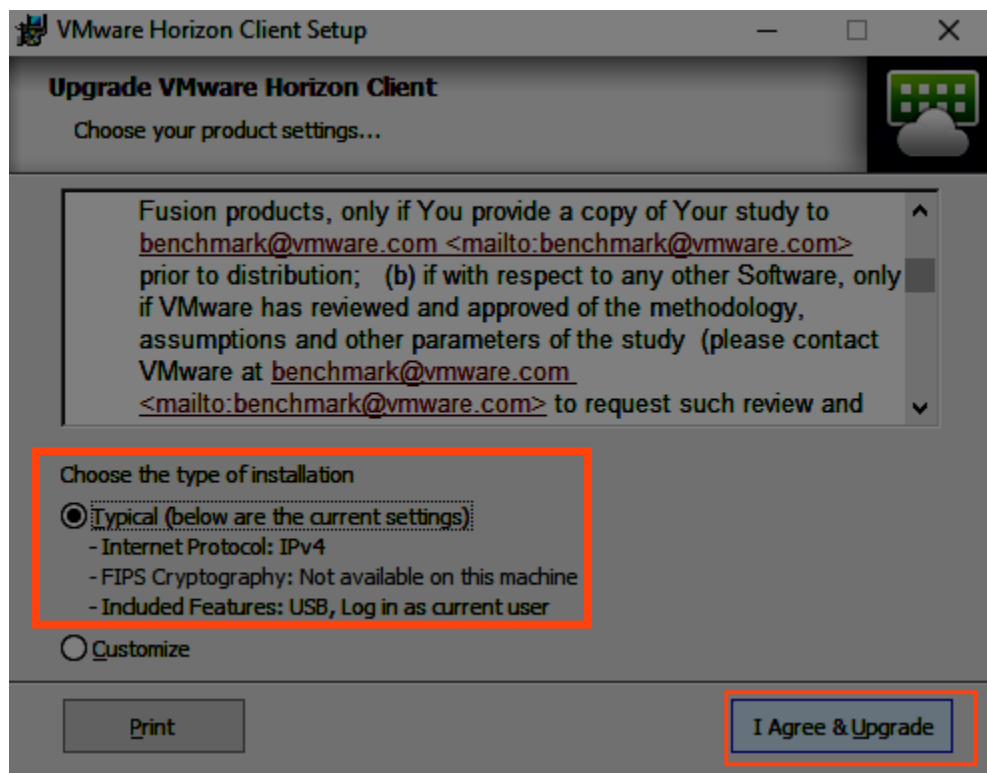 VMware Horizon Client Setup
Upgrade VMware Horizon Client
Choose your product settings...
Fusion products, only if You provide a copy of Your study to
benchmark@vmware.com <mailto:benchmark@vmware.com>
prior to distribution;   (b) if with respect to any other Software, only
if VMware has reviewed and approved of the methodology,
assumptions and other parameters of the study  (please contact
VMware at benchmark@vmware.com
<mailto:benchmark@vmware.com> to request such review and
Choose the type of installation
Typical (below are the current settings)
- Internet Protocol: IPv4
- FIPS Cryptography: Not available on this machine
- Included Features: USB, Log in as current user
Customize
Print
I Agree & Upgrade